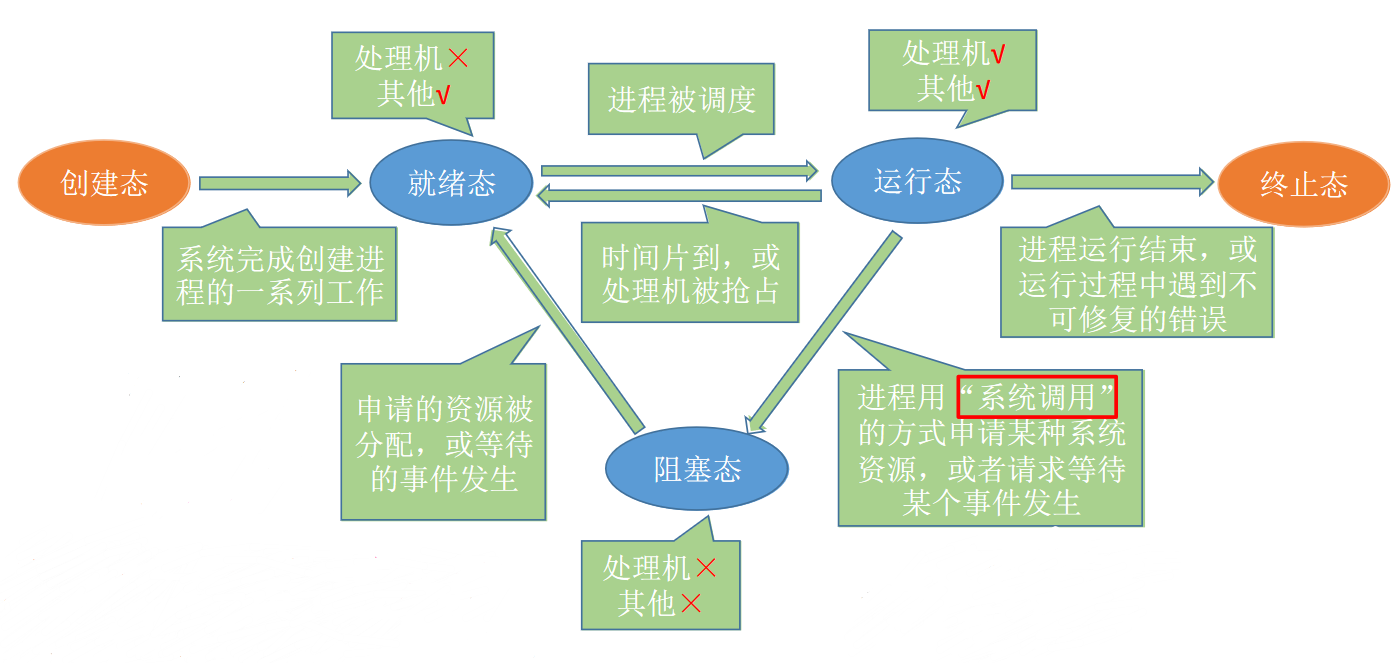 处理机×
其他√
进程被调度
处理机√
其他√
创建态
就绪态
运行态
终止态
系统完成创建进
程的一系列工作
时间片到，或
处理机被抢占
进程运行结束，或
运行过程中遇到不
可修复的错误
申请的资源被
分配，或等待
的事件发生
进程用“系统调用”
的方式申请某种系统
资源，或者请求等待
某个事件发生
阻塞态
处理机×
其他×